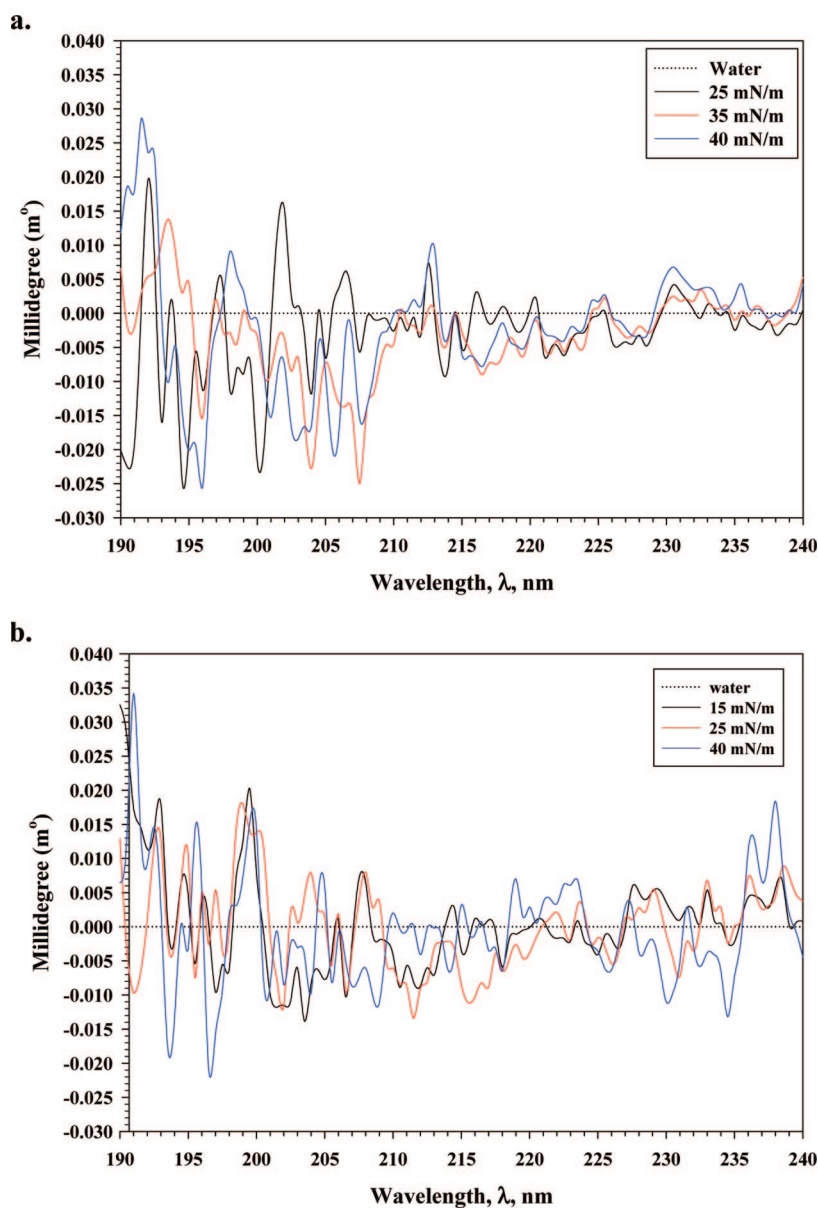 a.
0.040
0.035
0.030
0.025
0.020
0.015
0.010
0.005
0.000
-0.005
-0.010
-0.015
-0.020
-0.025
-0.030
Millidegree (mº)
Water
25 mN/m
35 mN/m
40 mN/m
190 195 200 205 210 215 220 225 230 235 240
Wavelength, λ, nm
b.
0.040
0.035
0.030
0.025
0.020
0.015
0.010
0.005
0.000
-0.005
-0.010
-0.015
-0.020
-0.025
-0.030
Millidegree (mº)
water
15 mN/m
25 mN/m
40 mN/m
190 195 200 205 210 215 220 225 230 235 240
Wavelength, λ, nm